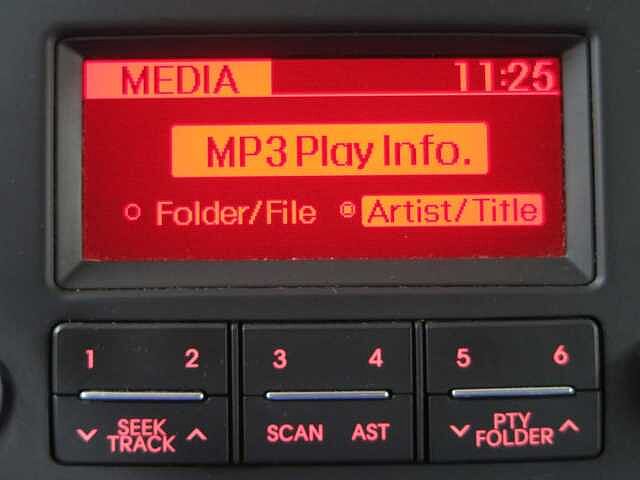 MEDIA 11:25
MP3 Play Info.
Folder/File Artist/Title
1 2 3 4 5 6
SEEK TRACK SCAN AST PTY FOLDER